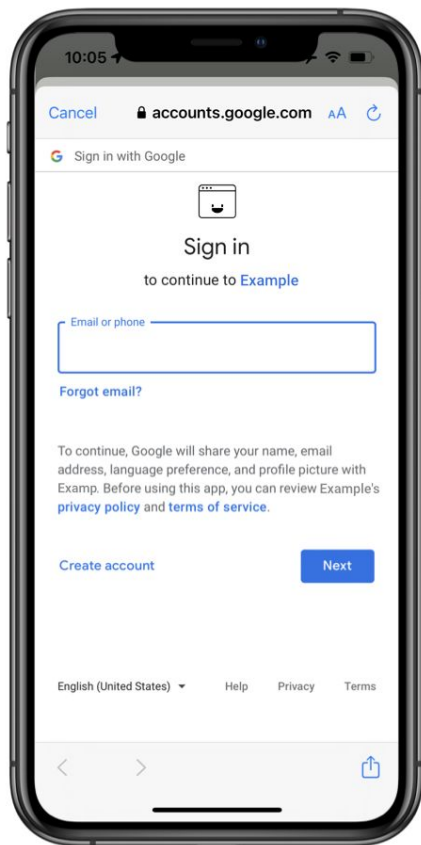 10:05
Cancel accounts.google.com AA
Sign in with Google
Sign in
to continue to Example
Email or phone
Forgot email?
To continue, Google will share your name, email
address, language preference, and profile picture with
Examp. Before using this app, you can review Example's
privacy policy and terms of service.
Create account Next
English (United States) Help Privacy Terms